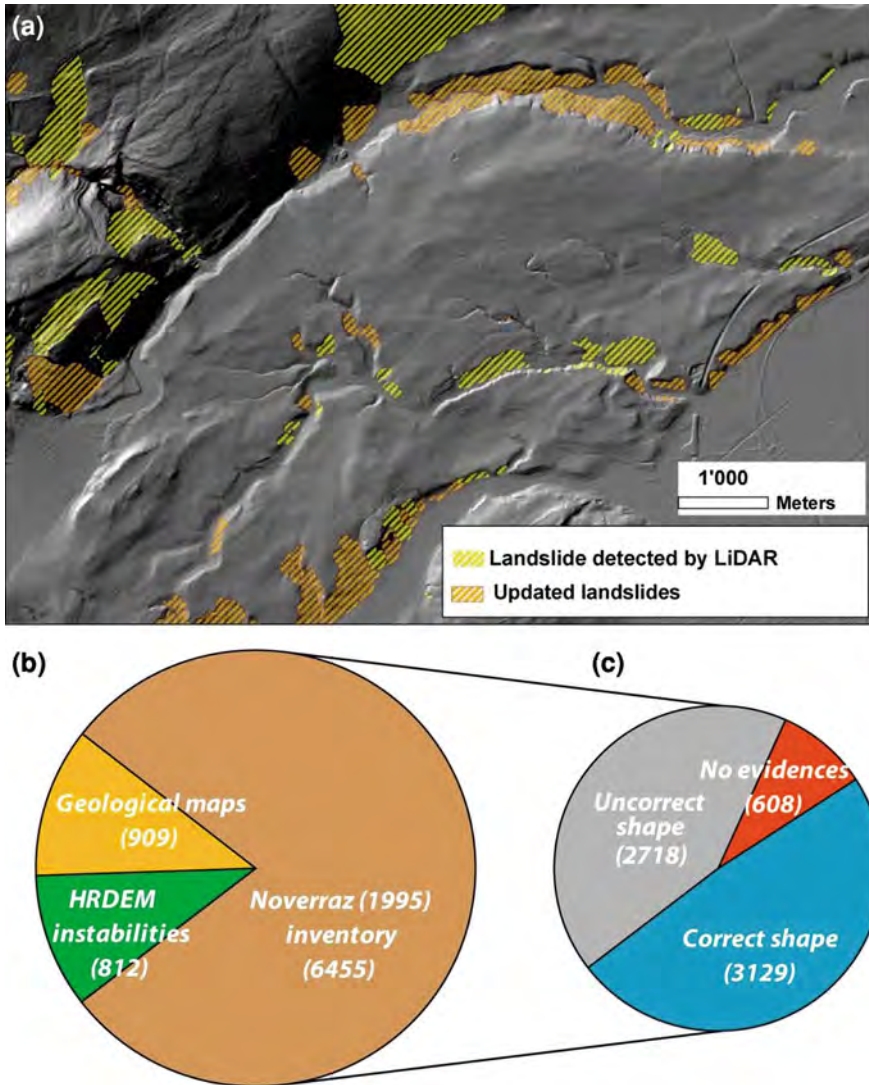 (a)
1'000
Meters
Landslide detected by LiDAR
Updated landslides
(b)
Geological maps
(909)
HRDEM
instabilities
(812)
Noverraz (1995)
inventory
(6455)
(c)
No evidences
(608)
Uncorrect
shape
(2718)
Correct shape
(3129)